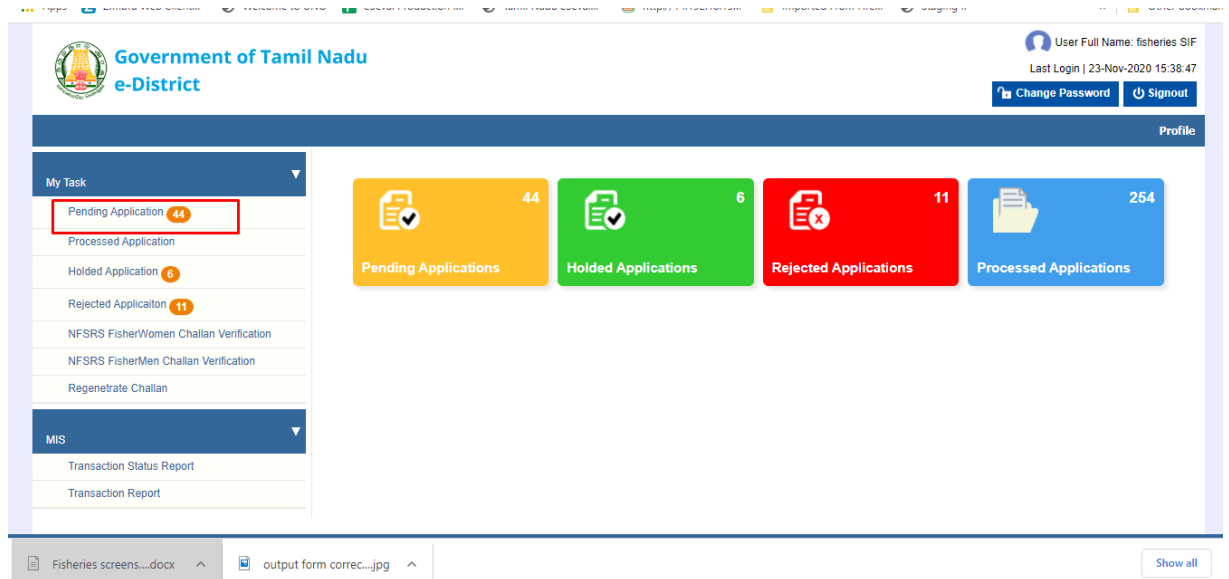 Government of Tamil Nadu
e-District
User Full Name: fisheries SIF
Last Login | 23-Nov-2020 15:38:47
Change Password
Signout
Profile
My Task
Pending Application 44
Processed Application
Holded Application 6
Rejected Applicaiton 11
NFSRS FisherWomen Challan Verification
NFSRS FisherMen Challan Verification
Regenetrate Challan
MIS
Transaction Status Report
Transaction Report
44
Pending Applications
6
Holded Applications
11
Rejected Applications
254
Processed Applications
Fisheries screens....docx
output form correc....jpg
Show all